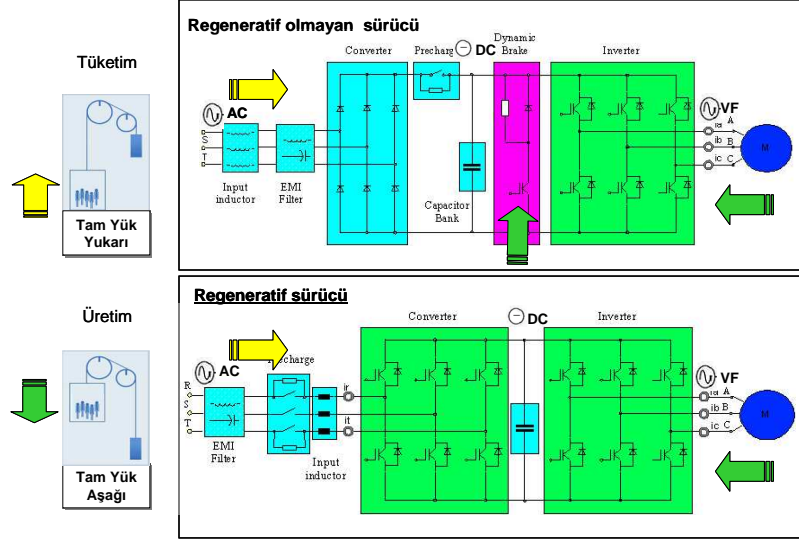 Regeneratif olmayan sürücü
Tüketim
Tam Yük
Yukarı
Converter
Precharg
DC
Dynamic
Brake
Inverter
AC
S
T
Input
inductor
EMI
Filter
Capacitor
Bank
VF
A
ib B
ic C
M
Regeneratif sürücü
Üretim
Tam Yük
Aşağı
Converter
DC
Inverter
AC
R
S
T
EMI
Filter
recharge
ir
it
Input
inductor
VF
A
ib B
ic C
M